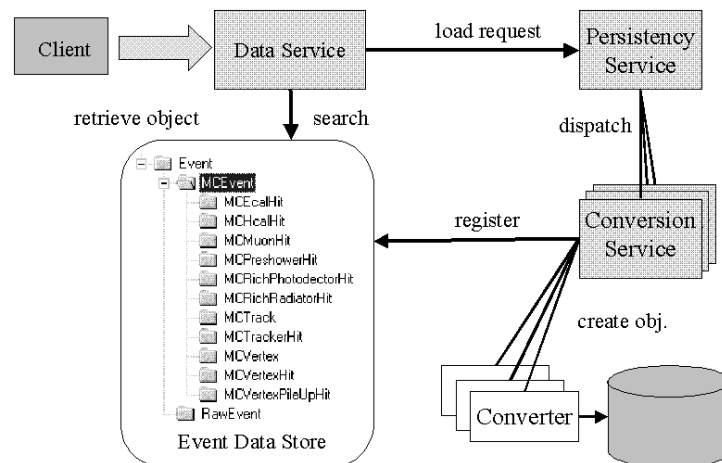 Client
Data Service
load request
Persistency
Service
retrieve object
search
dispatch
Event
MCEvent
MCEcalHit
MCHcalHit
MCMuonHit
MCPreshowerHit
MCRichPhotodectorHit
MCRichRadiatorHit
MCTrack
MCTrackerHit
MCVertex
MCVertexHit
MCVertexPileUpHit
RawEvent
Event Data Store
register
Conversion
Service
create obj.
Converter